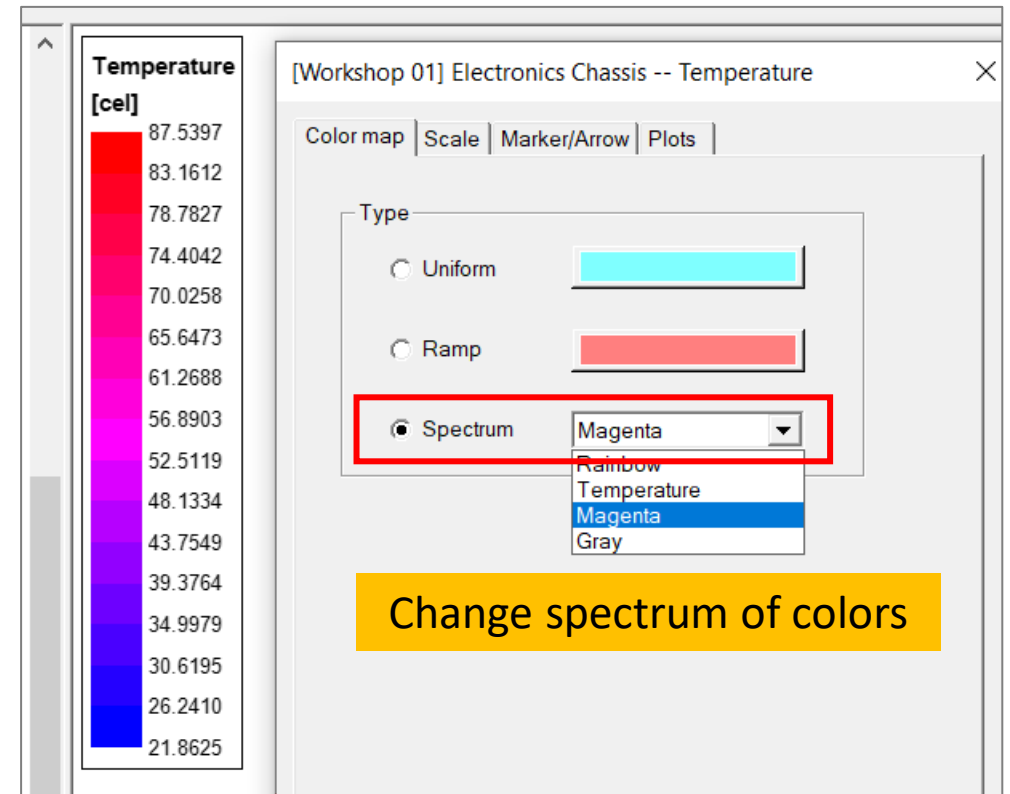 Temperature
[cel]
87.5397
83.1612
78.7827
74.4042
70.0258
65.6473
61.2688
56.8903
52.5119
48.1334
43.7549
39.3764
34.9979
30.6195
26.2410
21.8625
[Workshop 01] Electronics Chassis -- Temperature
Color map Scale Marker/Arrow Plots
Type
Uniform
Ramp
Spectrum Magenta
Rainbow
Temperature
Magenta
Gray
Change spectrum of colors